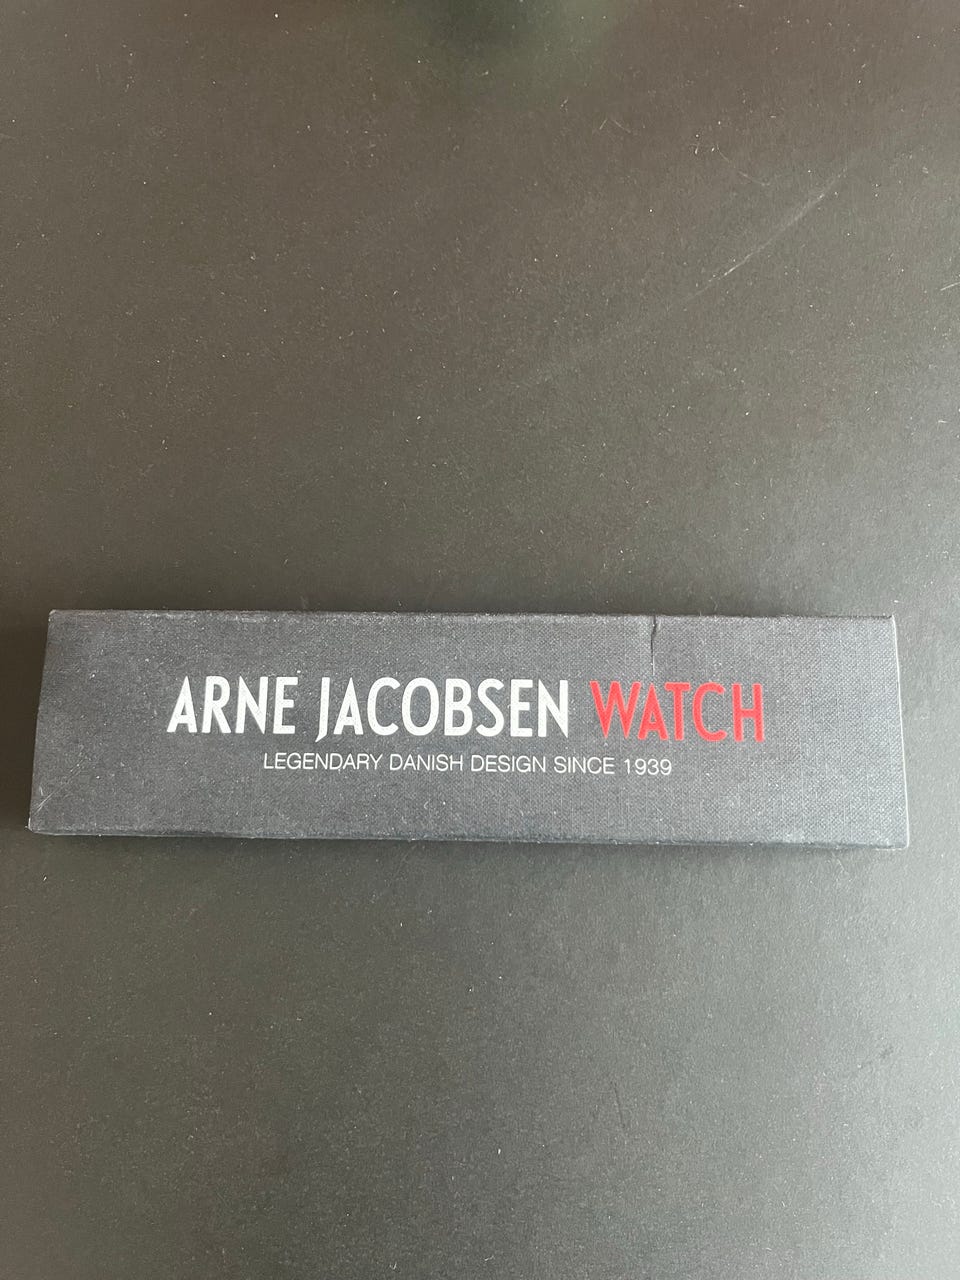 ARNE JACOBSEN WATCH
LEGENDARY DANISH DESIGN SINCE 1939